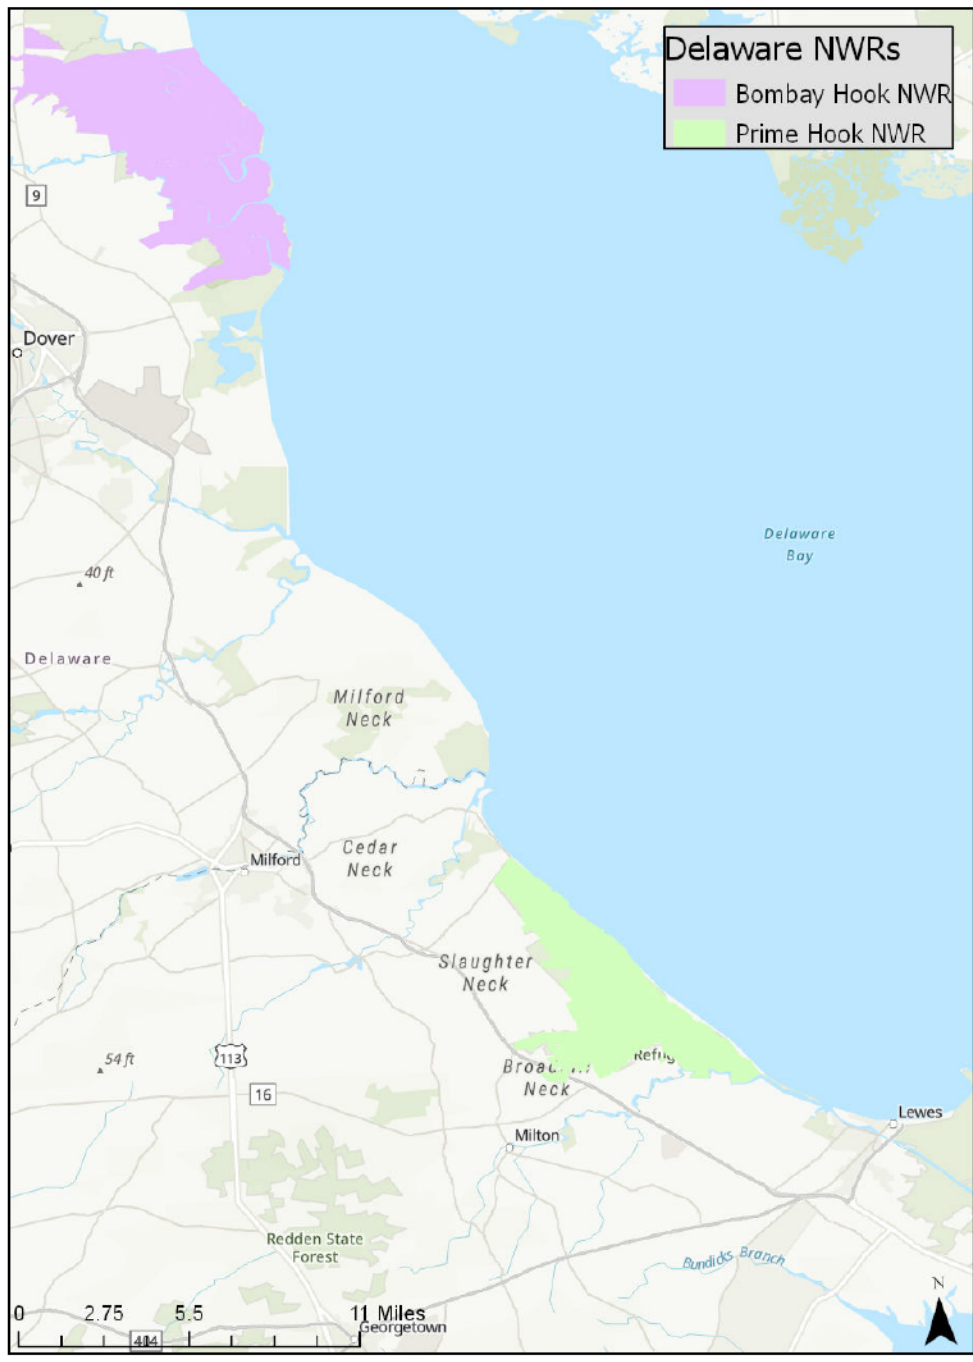 Delaware NWRs
Bombay Hook NWR
Prime Hook NWR
9
Dover
Delaware
Bay
40 ft
Delaware
Milford
Neck
Milford
Cedar
Neck
Slaughter
Neck
54 ft
113
Neck
16
Lewes
Milton
Redden State
Forest
Bundicks Branch
N
0 2.75 5.5 11 Miles
Georgetown
404